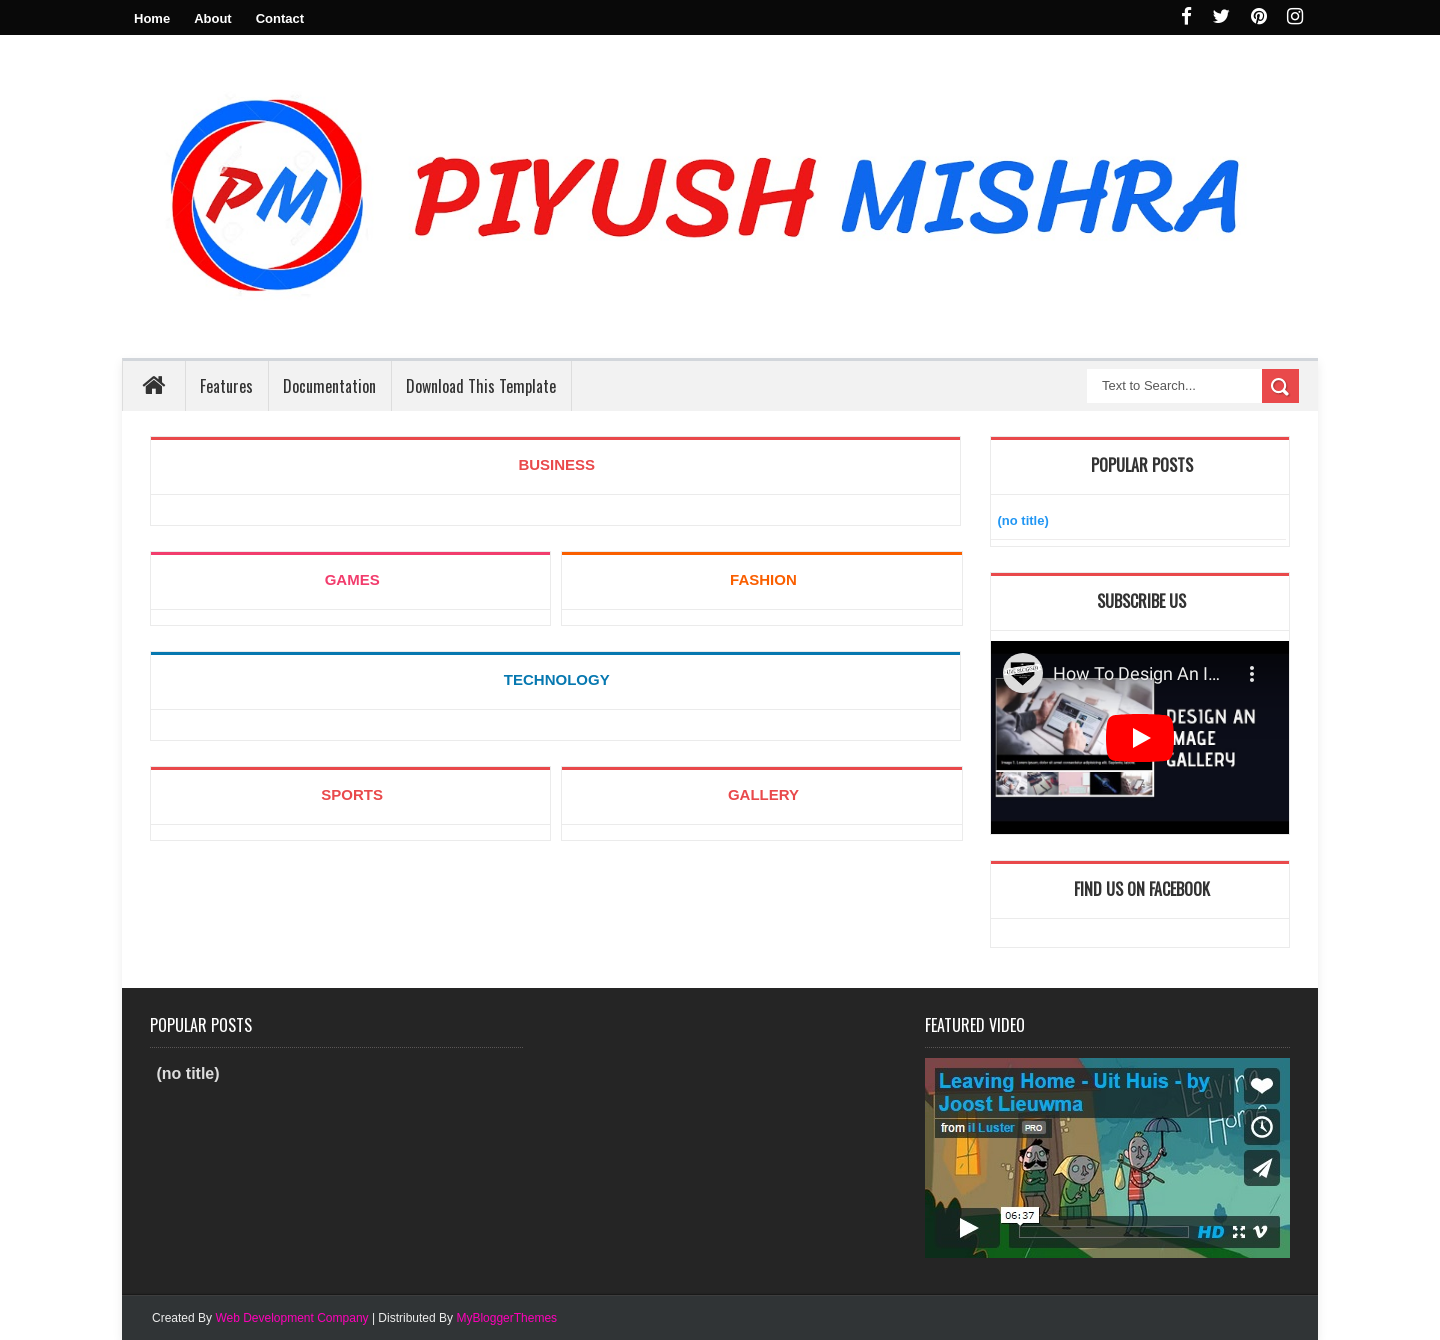 Home About Contact
PM PIYUSH MISHRA
Features Documentation Download This Template Text to Search...
BUSINESS
GAMES FASHION
TECHNOLOGY
SPORTS GALLERY
POPULAR POSTS
(no title)
SUBSCRIBE US
How To Design An I...
DESIGN AN
IMAGE
GALLERY
FIND US ON FACEBOOK
POPULAR POSTS
(no title)
FEATURED VIDEO
Leaving Home - Uit Huis - by
Joost Lieuwma
from il Luster PRO
Leaving
Home
06:37
HD
Created By Web Development Company | Distributed By MyBloggerThemes